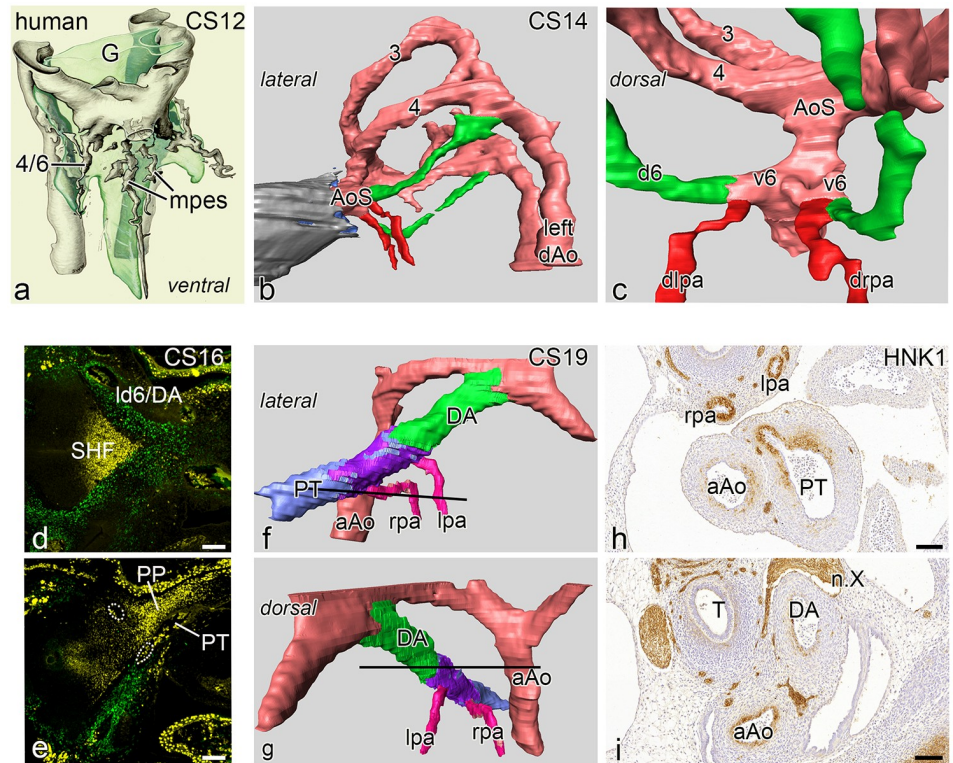 human CS12
G
4/6
mpes
ventral
a
CS14
lateral
3
4
AoS
left
dAo
b
3
dorsal
4
AoS
d6
v6 v6
dlpa drpa
c
CS16
ld6/DA
SHF
d
PP
PT
e
CS19
lateral
DA
PT
aAo rpa lpa
f
dorsal
DA
aAo
lpa rpa
g
HNK1
lpa
rpa
aAo PT
h
n.X
T DA
aAo
i